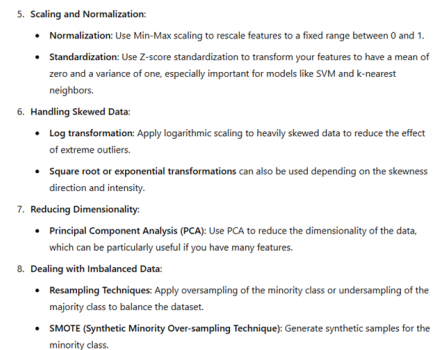 5. Scaling and Normalization:
• Normalization: Use Min-Max scaling to rescale features to a fixed range between 0 and 1.
• Standardization: Use Z-score standardization to transform your features to have a mean of
zero and a variance of one, especially important for models like SVM and k-nearest
neighbors.
6. Handling Skewed Data:
• Log transformation: Apply logarithmic scaling to heavily skewed data to reduce the effect
of extreme outliers.
• Square root or exponential transformations can also be used depending on the skewness
direction and intensity.
7. Reducing Dimensionality:
• Principal Component Analysis (PCA): Use PCA to reduce the dimensionality of the data,
which can be particularly useful if you have many features.
8. Dealing with Imbalanced Data:
• Resampling Techniques: Apply oversampling of the minority class or undersampling of the
majority class to balance the dataset.
• SMOTE (Synthetic Minority Over-sampling Technique): Generate synthetic samples for the
minority class.